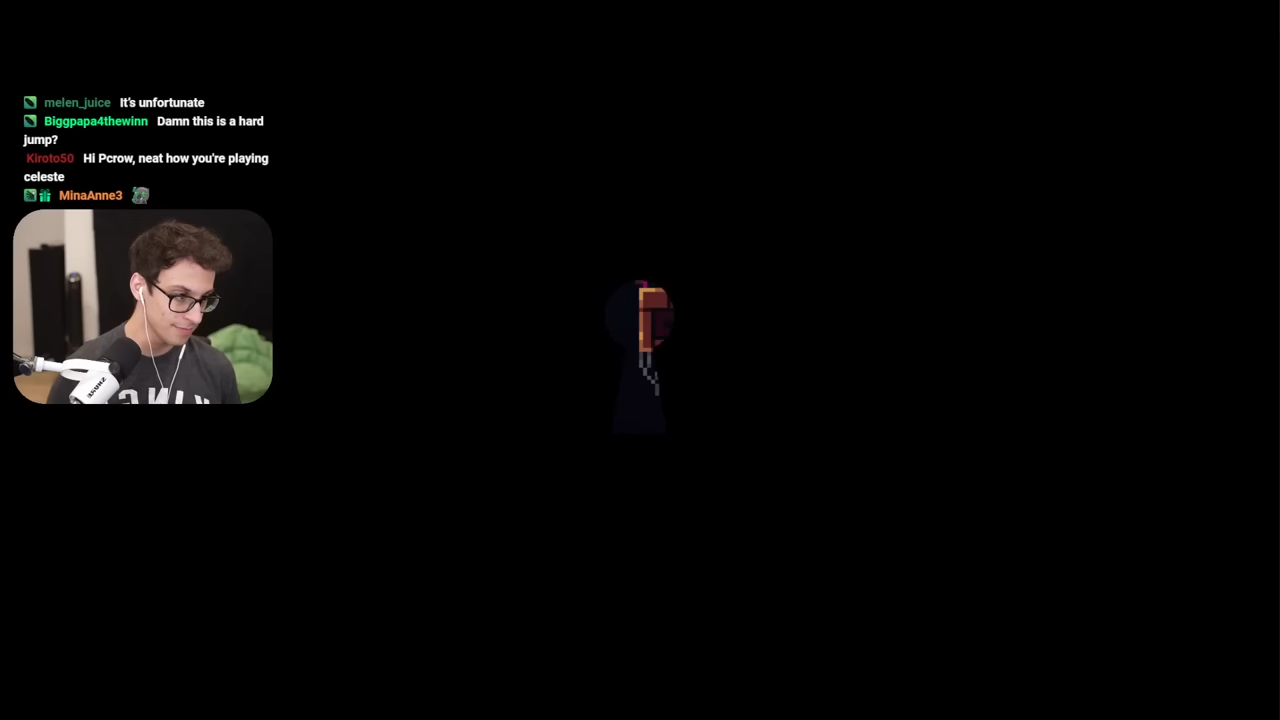 melen_juice It's unfortunate
Biggpapa4thewinn Damn this is a hard
jump?
Kiroto50 Hi Pcrow, neat how you're playing
celeste
MinaAnne3
SHURE